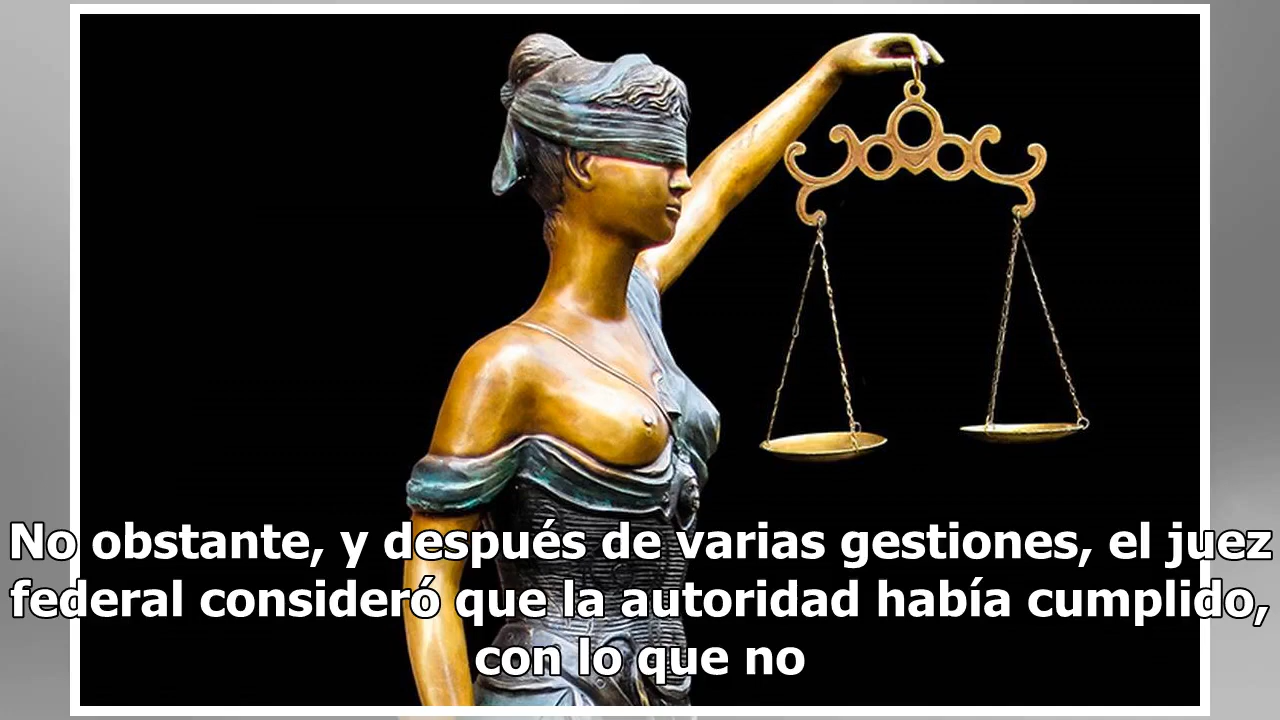 No obstante, y después de varias gestiones, el juez
federal consideró que la autoridad había cumplido,
con lo que no